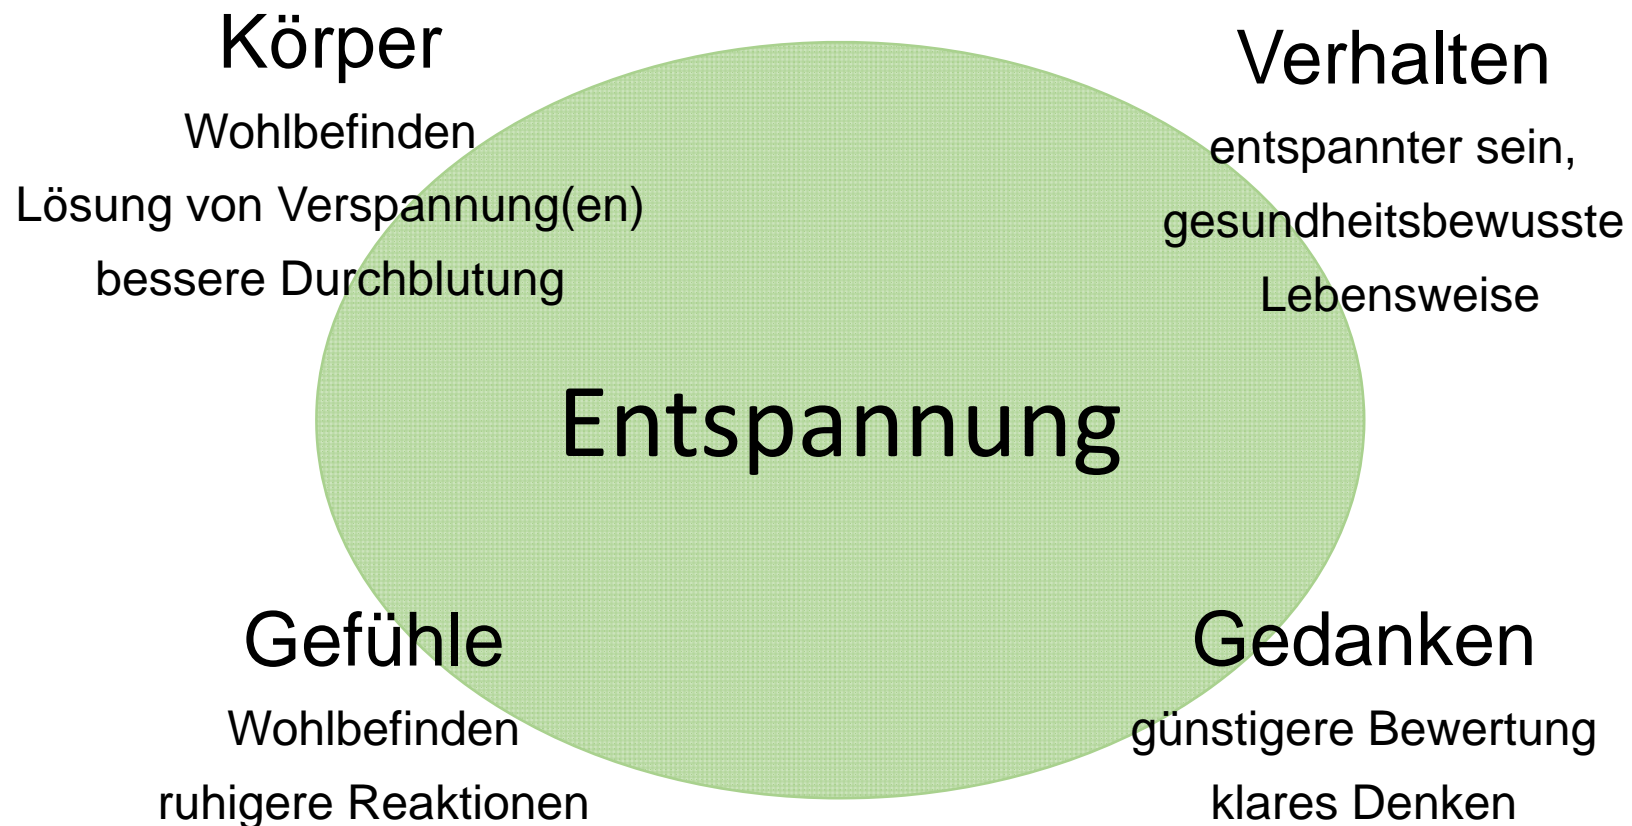 Körper
Wohlbefinden
Lösung von Verspannung(en)
bessere Durchblutung
Verhalten
entspannter sein,
gesundheitsbewusste
Lebensweise
Entspannung
Gefühle
Wohlbefinden
ruhigere Reaktionen
Gedanken
günstigere Bewertung
klares Denken